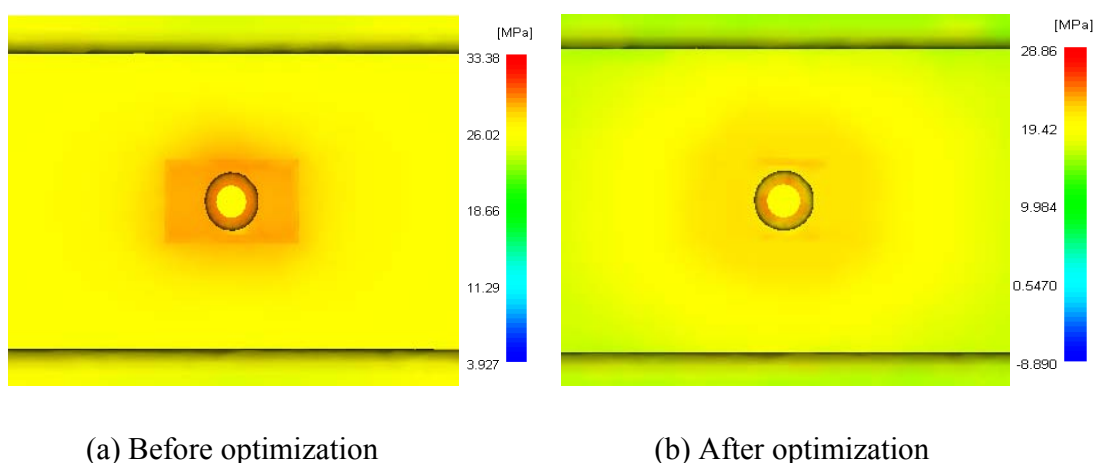 [MPa]
33.38
26.02
18.66
11.29
3.927
[MPa]
28.86
19.42
9.984
0.5470
-8.890
(a) Before optimization
(b) After optimization